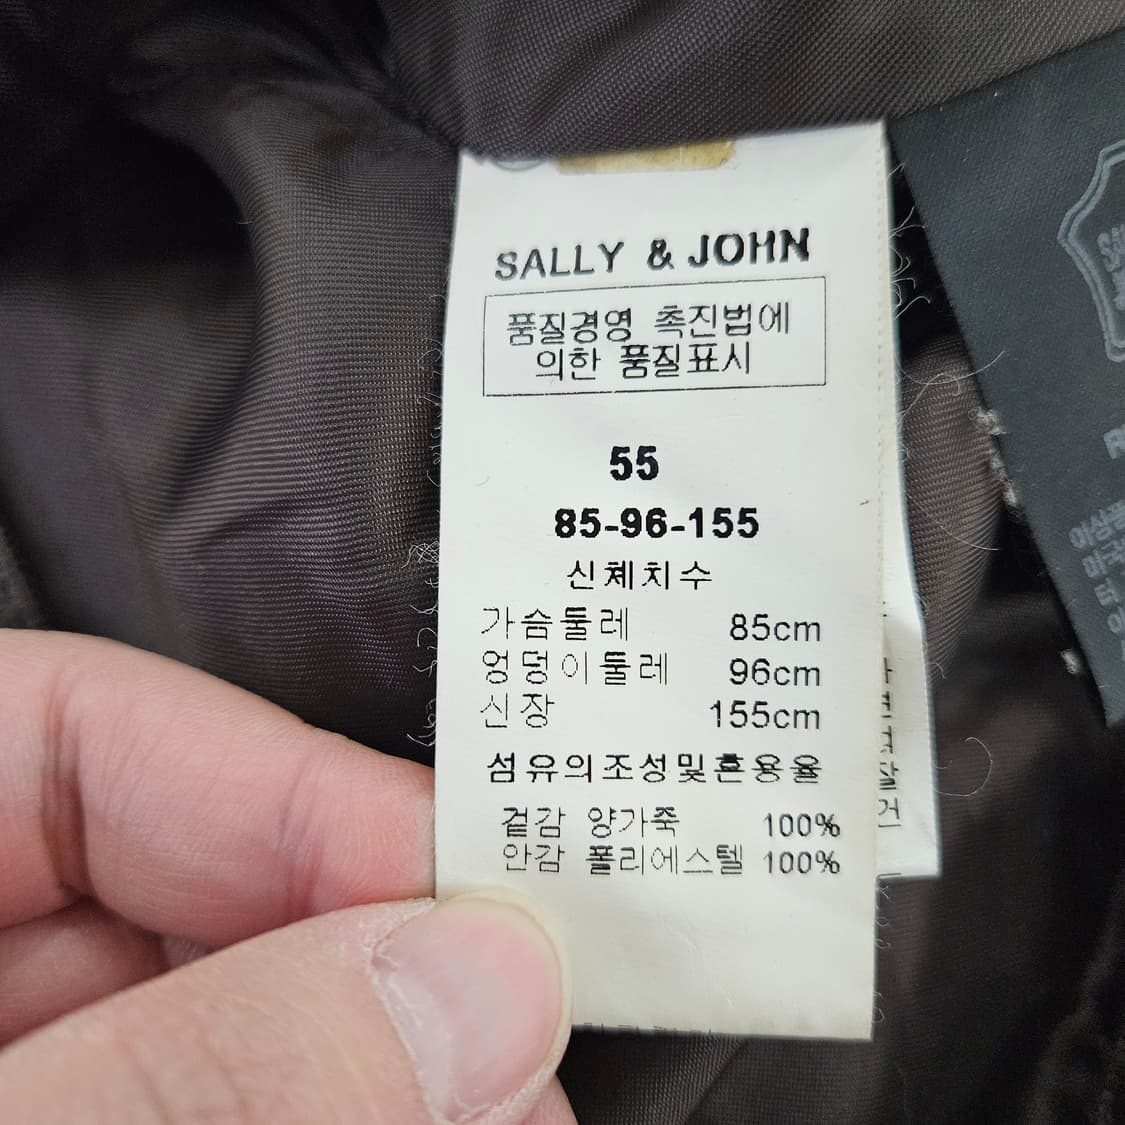 SALLY & JOHN
품질경영 촉진법에
의한 품질표시
55
85-96-155
신체치수
가슴둘레 85cm
엉덩이둘레 96cm
신장 155cm
섬유의조성및혼용율
겉감 양가죽 100%
안감 폴리에스텔 100%